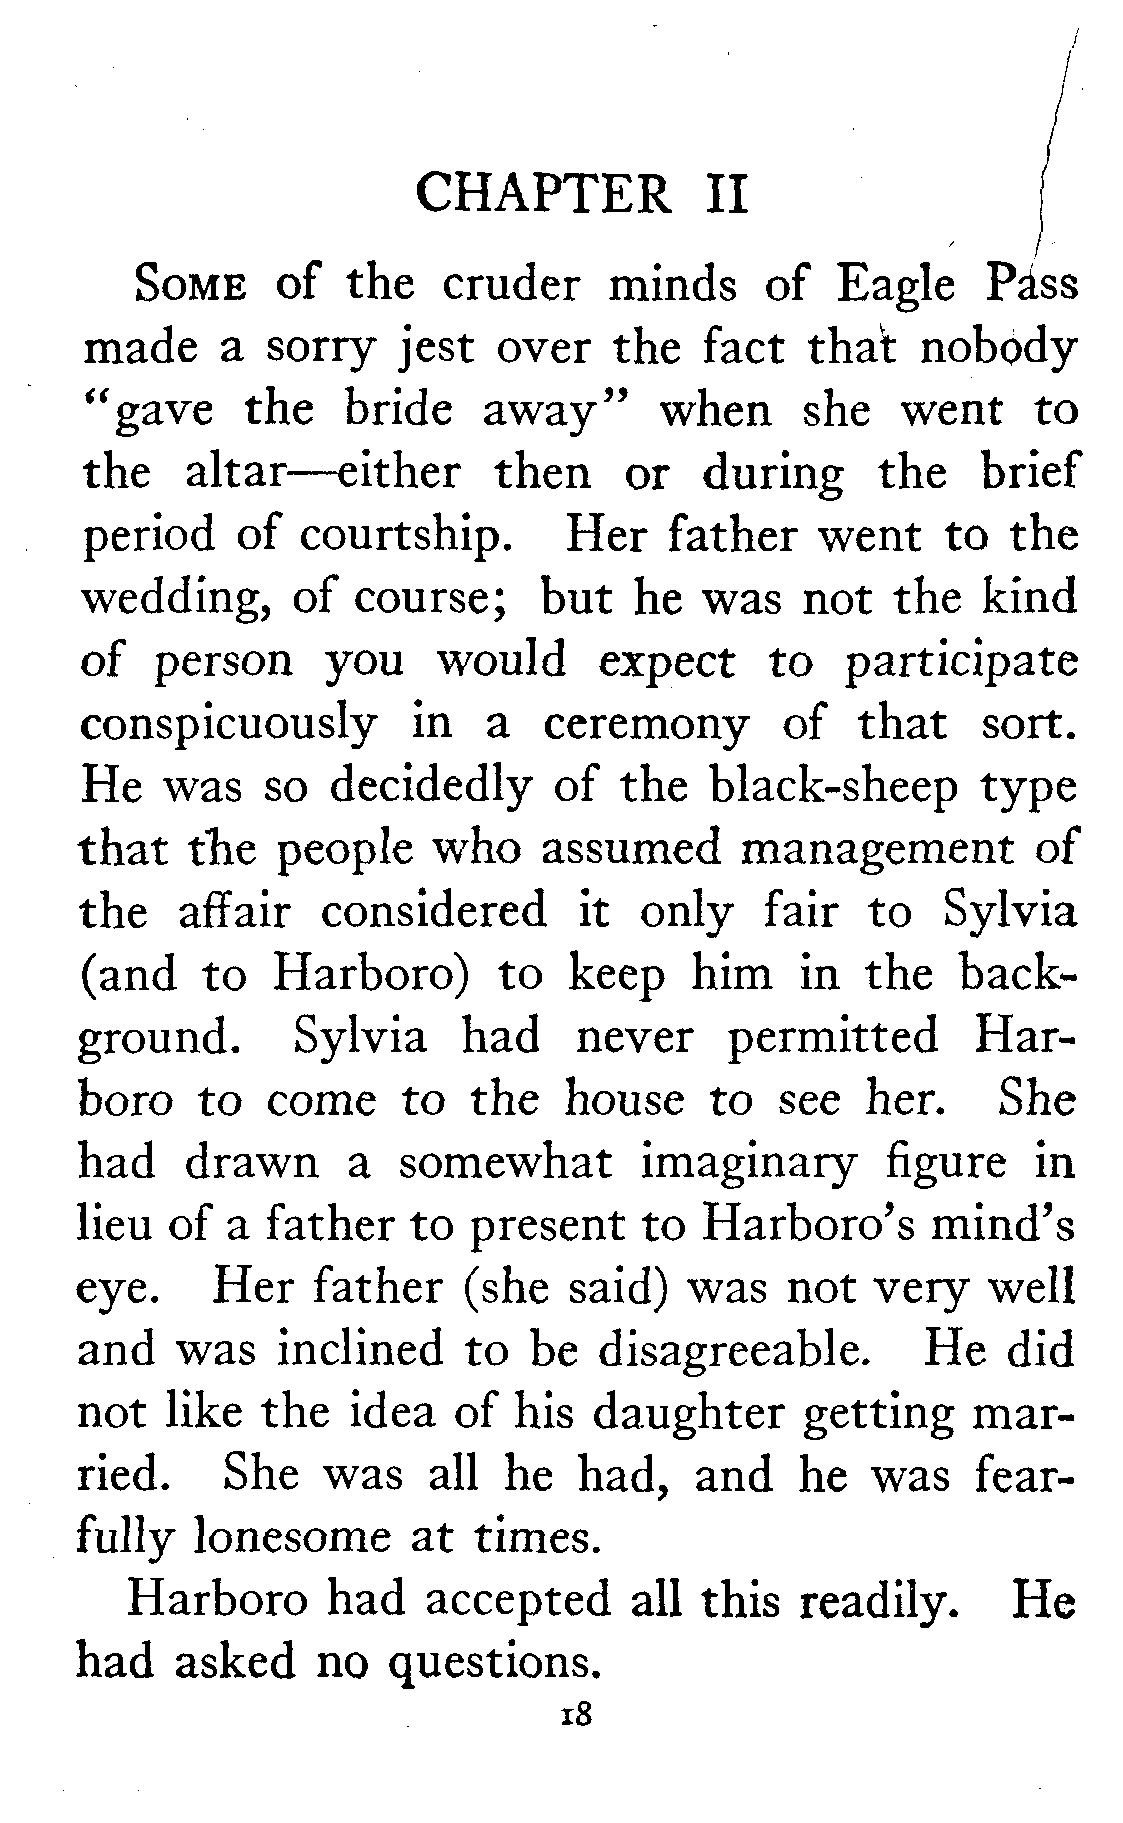 CHAPTER II
SOME of the cruder minds of Eagle Pass
made a sorry jest over the fact that nobody
“gave the bride away” when she went to
the altar—either then or during the brief
period of courtship. Her father went to the
wedding, of course; but he was not the kind
of person you would expect to participate
conspicuously in a ceremony of that sort.
He was so decidedly of the black-sheep type
that the people who assumed management of
the affair considered it only fair to Sylvia
(and to Harboro) to keep him in the back-
ground. Sylvia had never permitted Har-
boro to come to the house to see her. She
had drawn a somewhat imaginary figure in
lieu of a father to present to Harboro’s mind’s
eye. Her father (she said) was not very well
and was inclined to be disagreeable. He did
not like the idea of his daughter getting mar-
ried. She was all he had, and he was fear-
fully lonesome at times.
Harboro had accepted all this readily. He
had asked no questions.
18